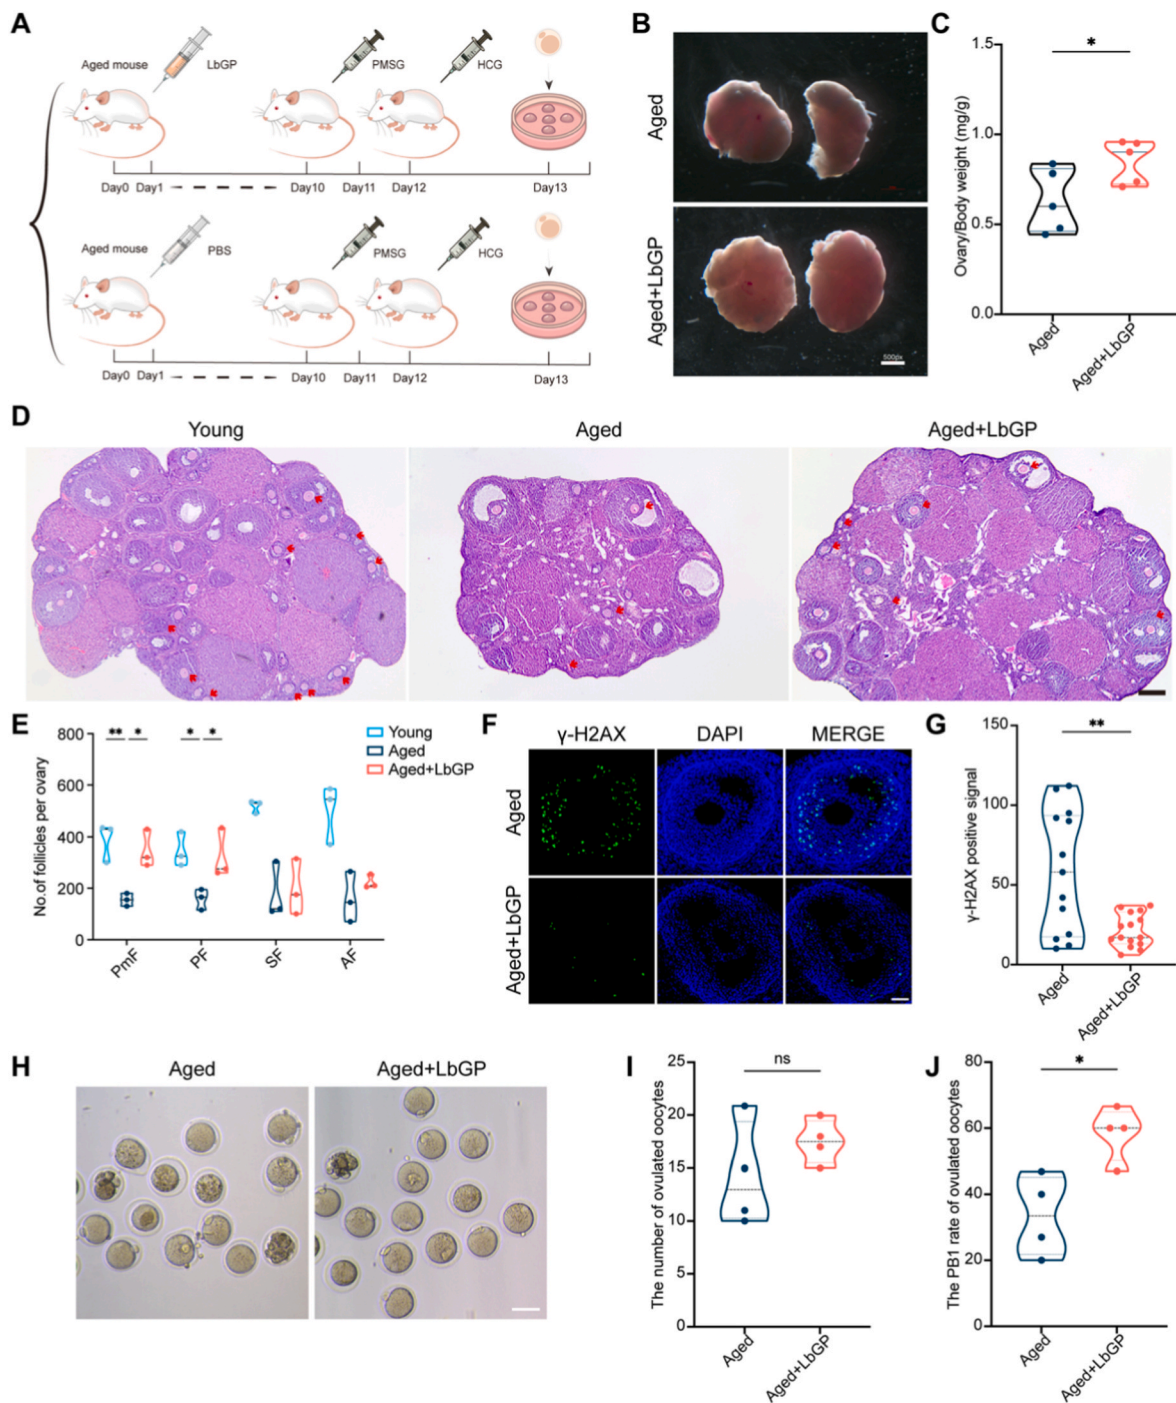 A
Aged mouse
LbGP
PMSG
HCG
Day0 Day1
Day10 Day11 Day12
Day13
Aged mouse
PBS
PMSG
HCG
Day0 Day1
Day10 Day11 Day12
Day13
B
Aged
Aged+LbGP
500px
C
Ovary/Body weight (mg/g)
1.5
1.0
0.5
0.0
*
Aged
Aged+LbGP
D
Young
Aged
Aged+LbGP
E
No.of follicles per ovary
800
600
400
200
0
** * * *
Young
Aged
Aged+LbGP
PmF
PF
SF
AF
F
γ-H2AX
DAPI
MERGE
Aged
Aged+LbGP
G
γ-H2AX positive signal
150
100
50
0
**
Aged
Aged+LbGP
H
Aged
Aged+LbGP
I
The number of ovulated oocytes
25
20
15
10
5
0
ns
Aged
Aged+LbGP
J
The PB1 rate of ovulated oocytes
80
60
40
20
0
*
Aged
Aged+LbGP